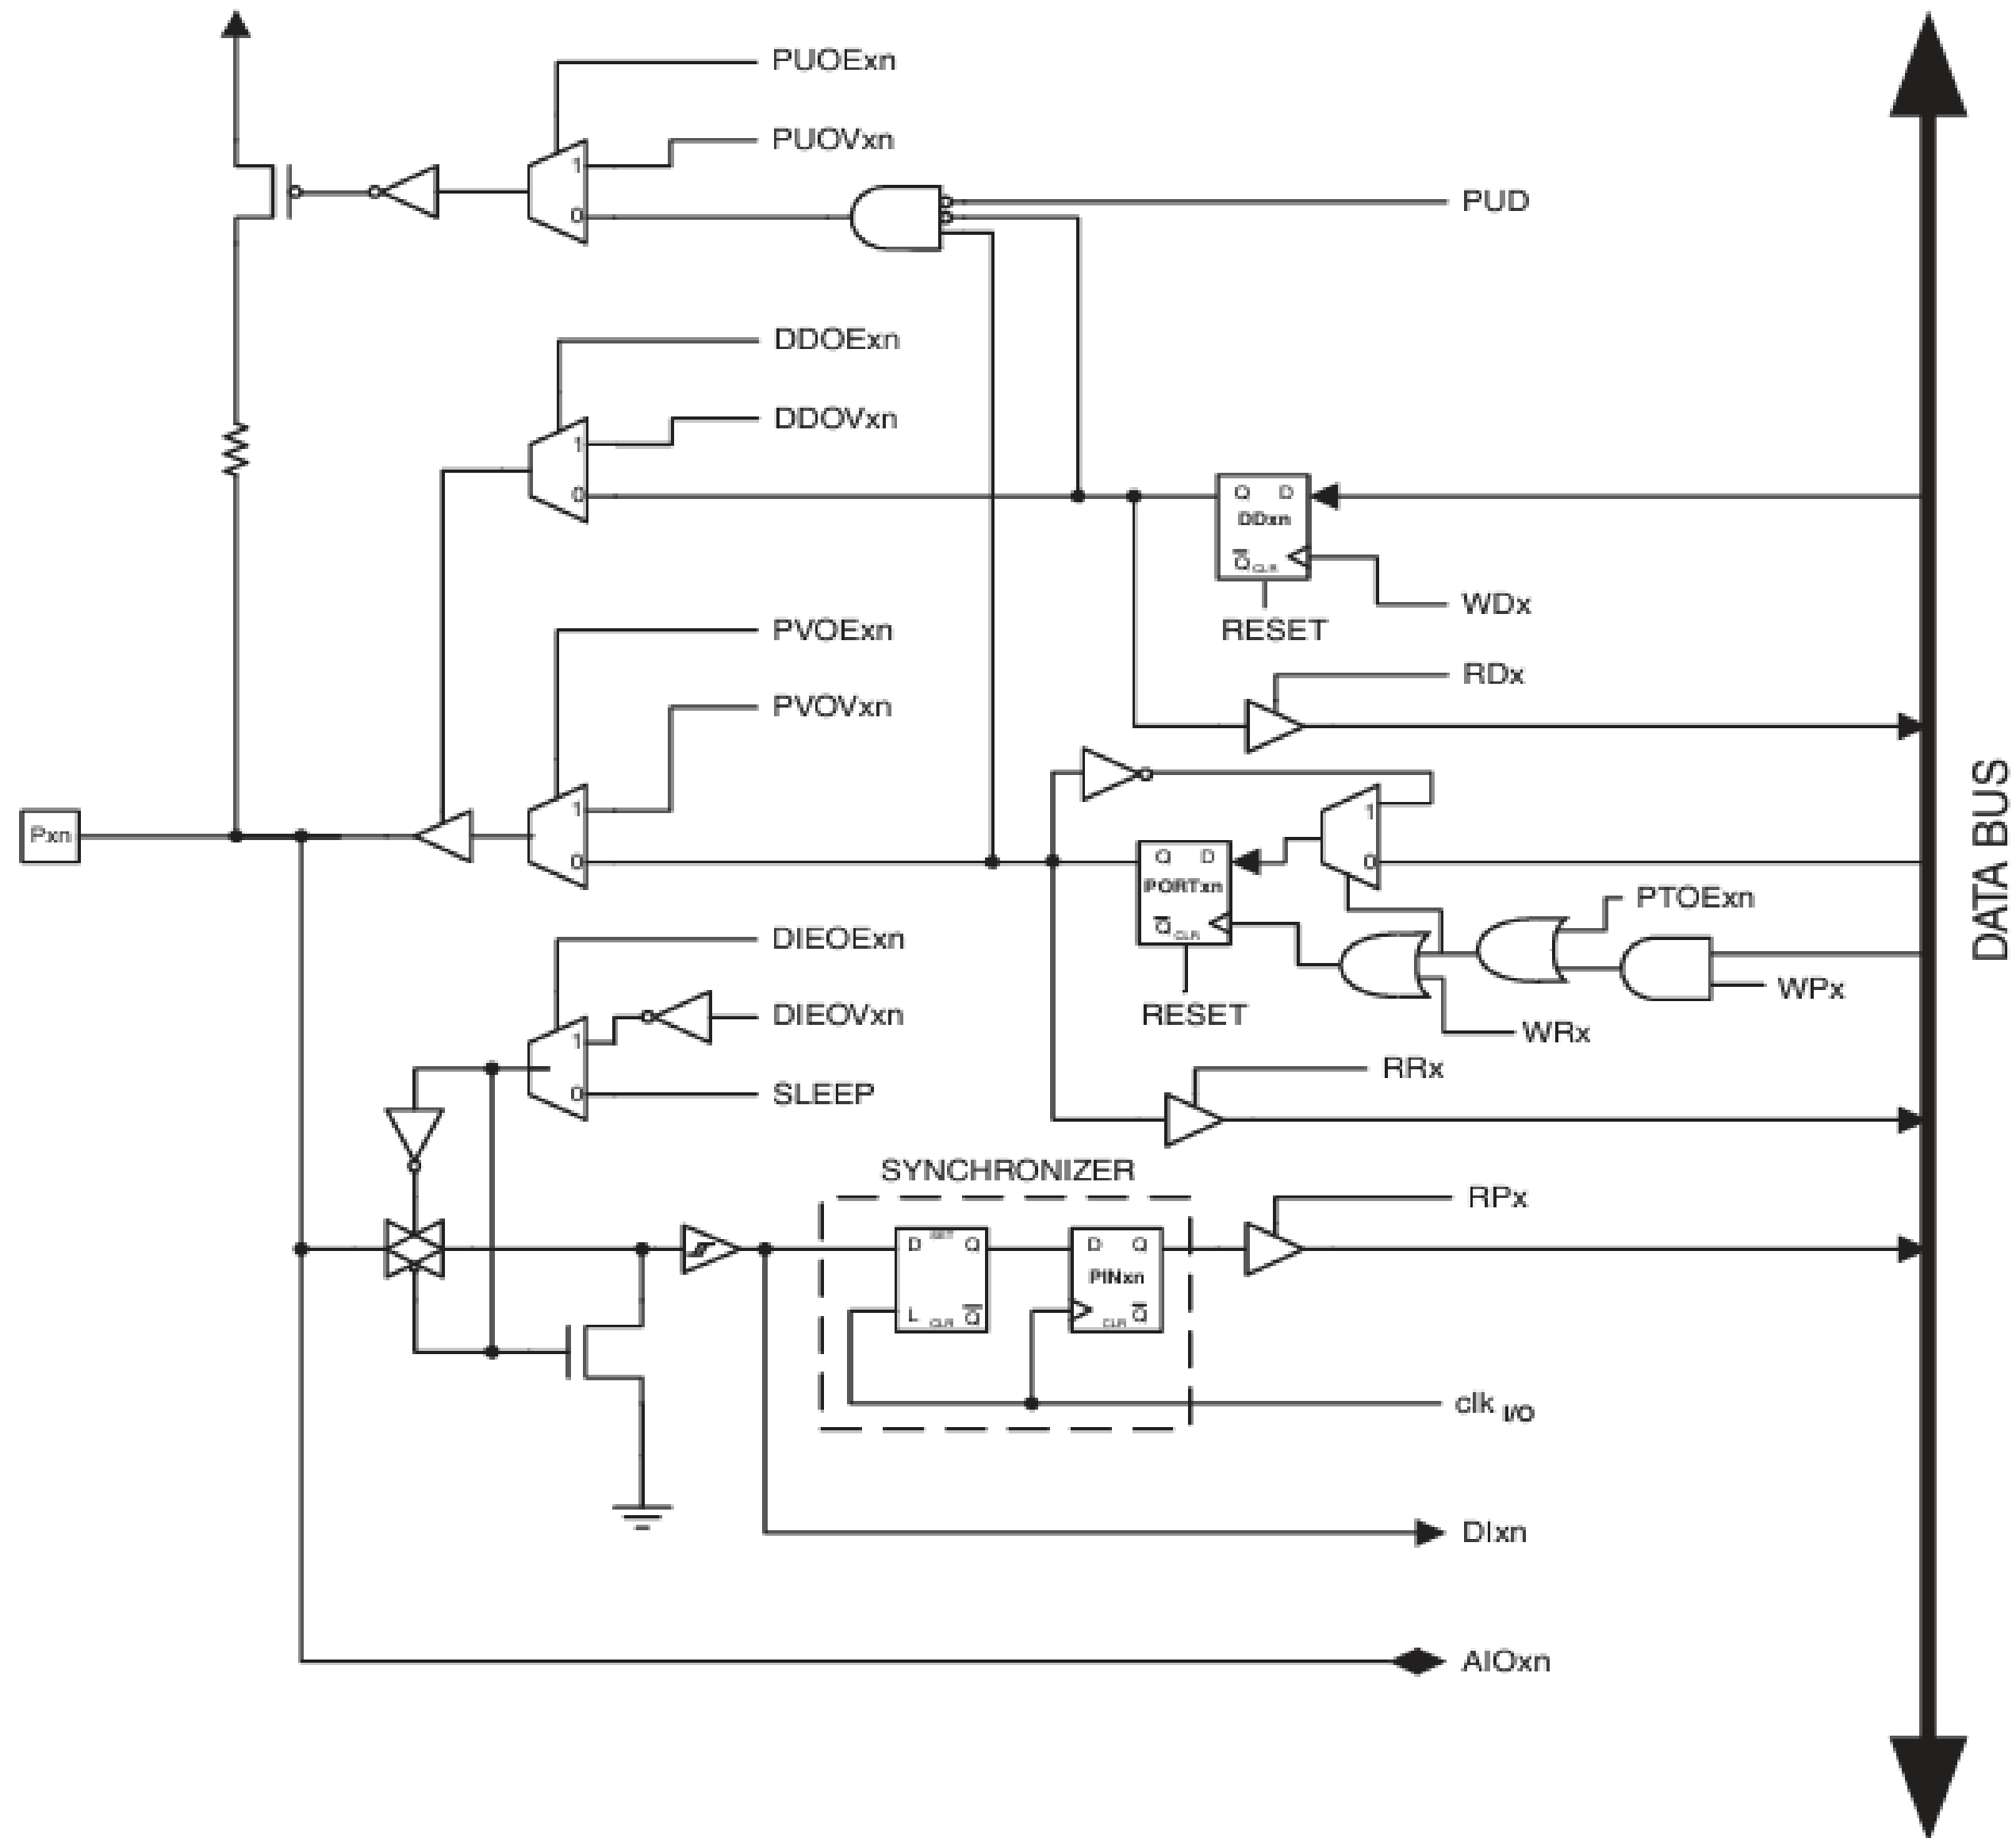 PUOExn
PUOVxn
1
0
PUD
DDOExn
DDOVxn
1
0
Q D
DDxn
Q CLR
WDx
RESET
PVOExn
RDx
PVOVxn
1
0
Pxn
1
0
Q D
PORTxn
Q CLR
PTOExn
DATA BUS
DIEOExn
WPx
RESET
DIEOVxn
WRx
1
0
RRx
SLEEP
SYNCHRONIZER
RPx
D SET Q
L CLR Q
D Q
PINxn
CLR Q
clk I/O
DIxn
AIOxn